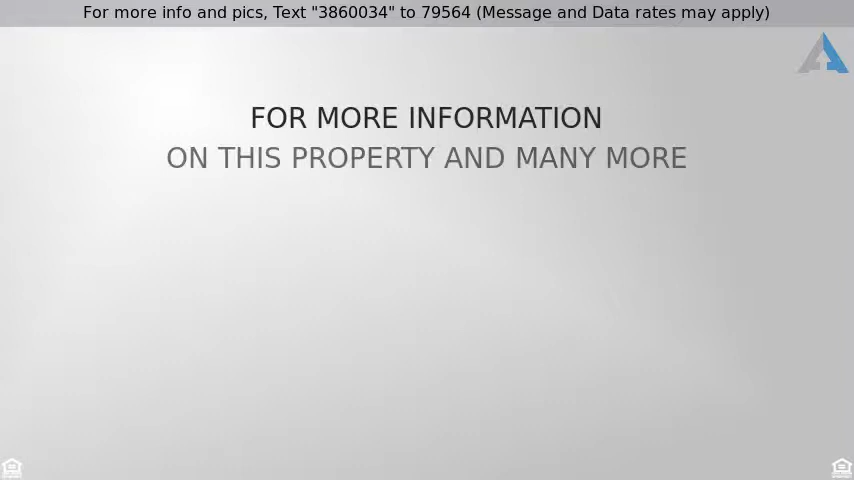 For more info and pics, Text "3860034" to 79564 (Message and Data rates may apply)
FOR MORE INFORMATION
ON THIS PROPERTY AND MANY MORE